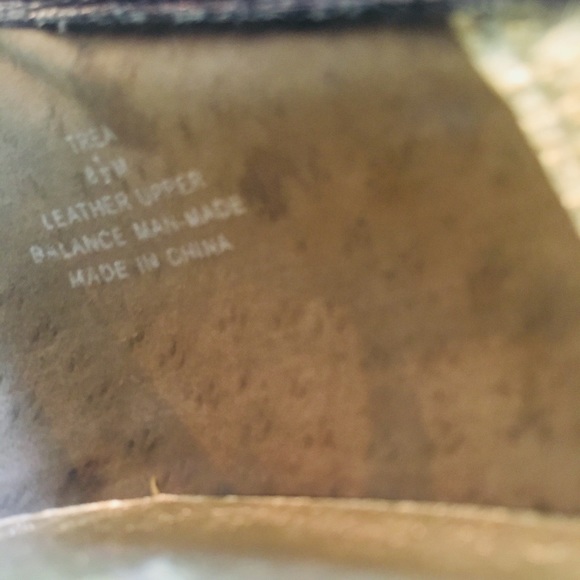 TREA
LEATHER UPPER
BALANCE MAN-MADE
MADE IN CHINA